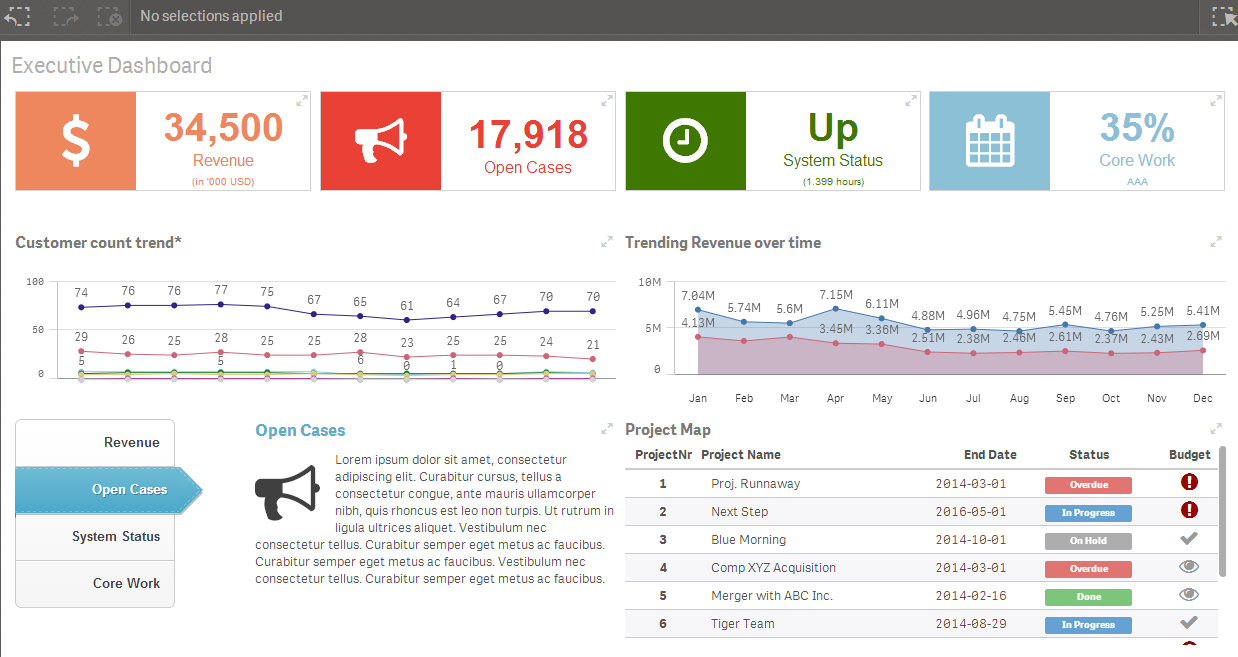 No selections applied
Executive Dashboard
34,500
Revenue
(in '000 USD)
17,918
Open Cases
Up
System Status
(1.399 hours)
35%
Core Work
AAA
Customer count trend*
100
50
0
74 76 76 77 75 67 65 61 64 67 70 70
29 26 25 28 25 25 28 23 25 25 24 21
5 5 6 0 1 0
Trending Revenue over time
10M
5M
0
7.04M 5.74M 5.6M 7.15M 6.11M 4.88M 4.96M 4.75M 5.45M 4.76M 5.25M 5.41M
4.13M 3.45M 3.36M 2.51M 2.38M 2.46M 2.61M 2.37M 2.43M 2.69M
Jan Feb Mar Apr May Jun Jul Aug Sep Oct Nov Dec
Revenue
Open Cases
System Status
Core Work
Open Cases
Lorem ipsum dolor sit amet, consectetur
adipiscing elit. Curabitur cursus, tellus a
consectetur congue, ante mauris ullamcorper
nibh, quis rhoncus est leo non turpis. Ut rutrum in
ligula ultrices aliquet. Vestibulum nec
consectetur tellus. Curabitur semper eget metus ac faucibus.
Curabitur semper eget metus ac faucibus. Vestibulum nec
consectetur tellus. Curabitur semper eget metus ac faucibus.
Project Map
ProjectNr Project Name End Date Status Budget
1 Proj. Runnaway 2014-03-01 Overdue
2 Next Step 2016-05-01 In Progress
3 Blue Morning 2014-10-01 On Hold
4 Comp XYZ Acquisition 2014-03-01 Overdue
5 Merger with ABC Inc. 2014-02-16 Done
6 Tiger Team 2014-08-29 In Progress